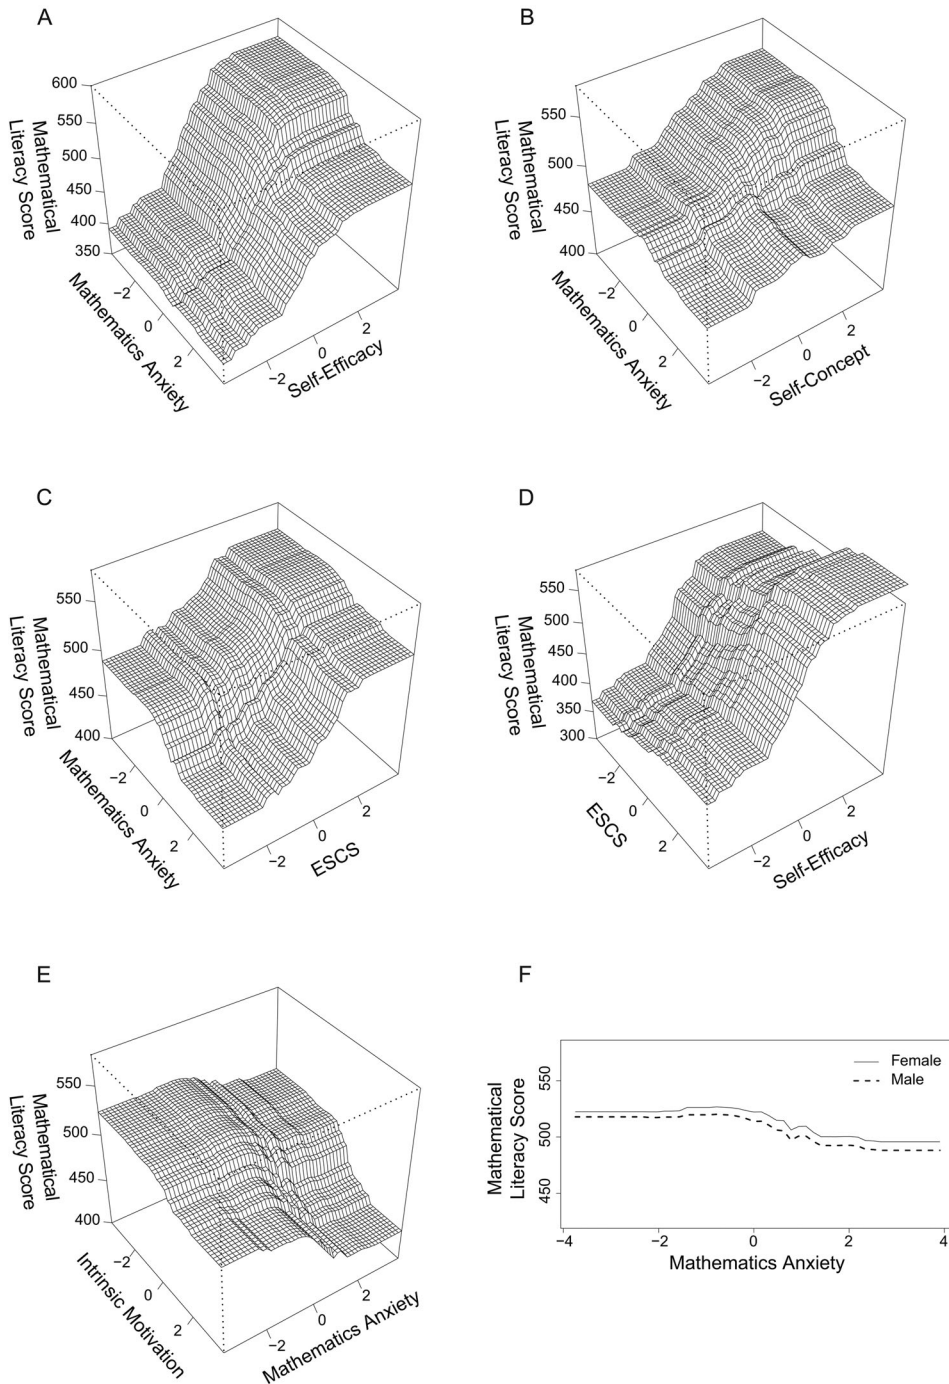 A
600
550
500
450
400
350
Mathematical
Literacy Score
−2
0
2
Mathematics Anxiety
−2
0
2
Self-Efficacy
B
550
500
450
400
Mathematical
Literacy Score
−2
0
2
Mathematics Anxiety
−2
0
2
Self-Concept
C
550
500
450
400
Mathematical
Literacy Score
−2
0
2
Mathematics Anxiety
−2
0
2
ESCS
D
550
500
450
400
350
300
Mathematical
Literacy Score
−2
0
2
ESCS
−2
0
2
Self-Efficacy
E
550
500
450
400
Mathematical
Literacy Score
−2
0
2
Intrinsic Motivation
−2
0
2
Mathematics Anxiety
F
Female
Male
550
500
450
Mathematical
Literacy Score
−4 −2 0 2 4
Mathematics Anxiety